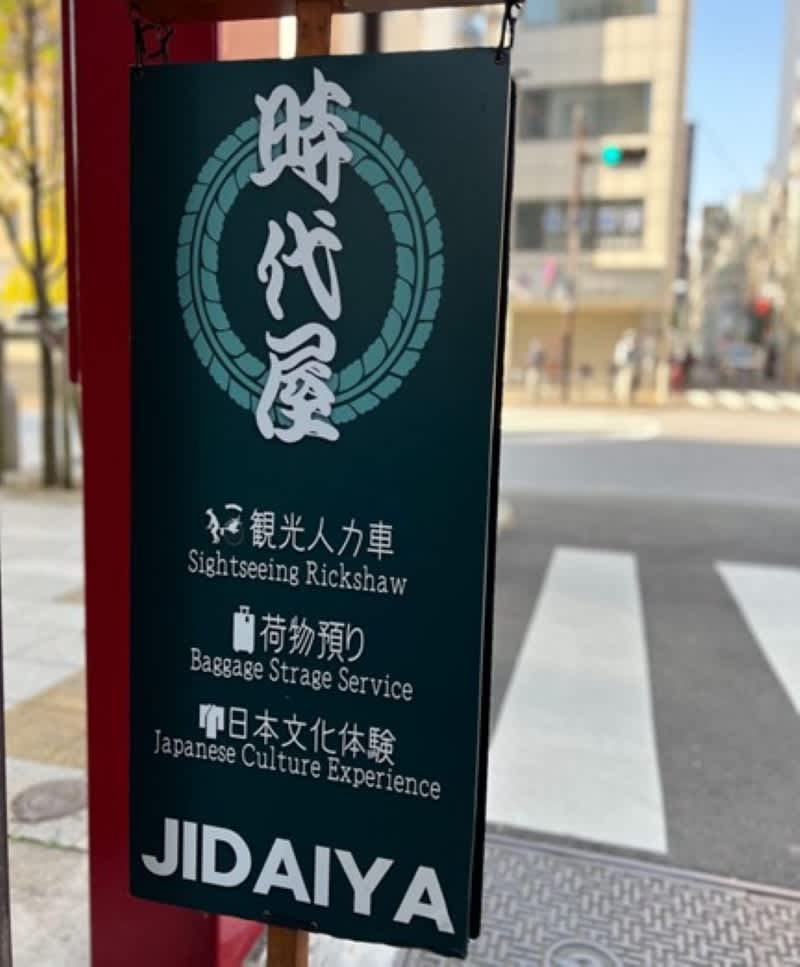 時代屋
観光人力車
Sightseeing Rickshaw
荷物預り
Baggage Strage Service
日本文化体験
Japanese Culture Experience
JIDAIYA